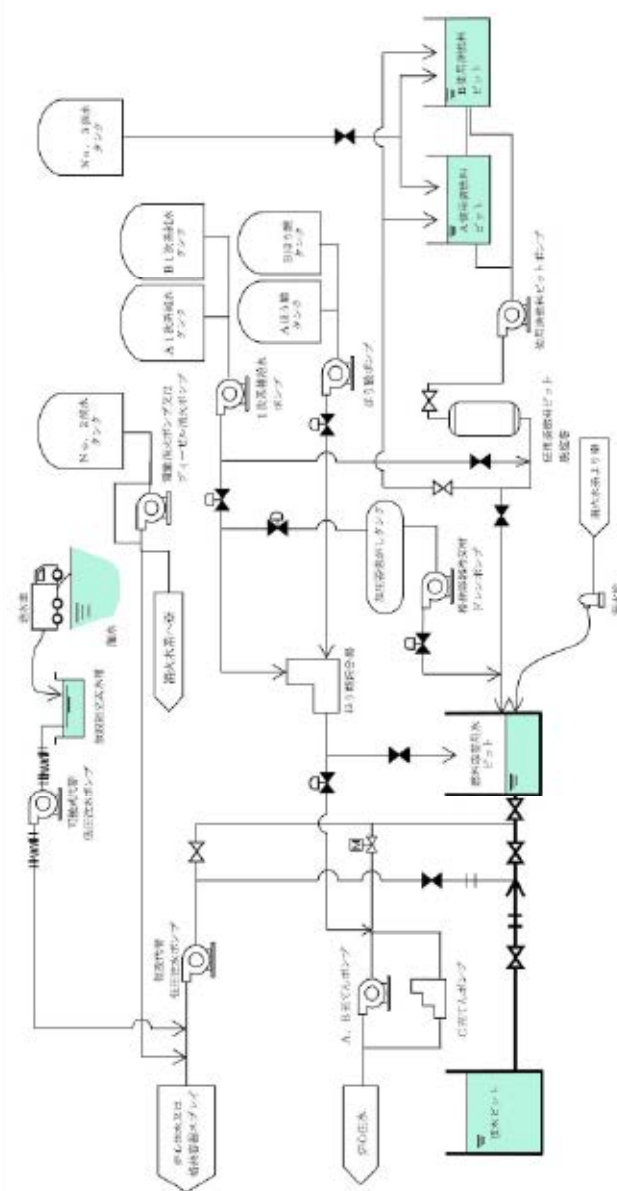 No. 3淡水
タンク
B使用済燃料
ピット
A使用済燃料
ピット
B1次系純水
タンク
A1次系純水
タンク
Bほう酸
タンク
Aほう酸
タンク
使用済燃料ピットポンプ
1次系補給水
ポンプ
ほう酸ポンプ
No. 2淡水
タンク
電動消火ポンプ又は
ディーゼル消火ポンプ
使用済燃料ピット
脱塩塔
海水
仮設組立式水槽
消火水系へ
加圧器逃がしタンク
格納容器冷却材
ドレンポンプ
消火水系より
ほう酸混合器
可搬式代替
低圧注水ポンプ
燃料取替用水
ピット
恒設代替
低圧注水ポンプ
M
A、B充てんポンプ
C充てんポンプ
炉心注水又は
格納容器スプレイ
炉心注水